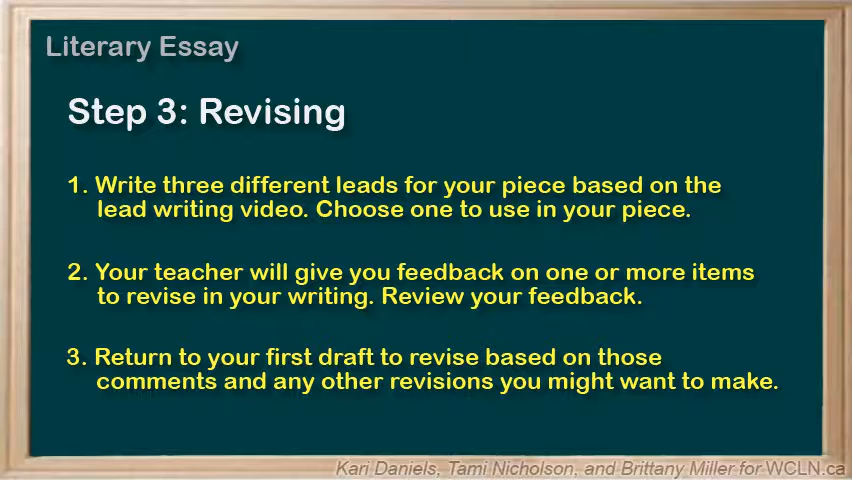 Literary Essay
Step 3: Revising
1. Write three different leads for your piece based on the
lead writing video. Choose one to use in your piece.
2. Your teacher will give you feedback on one or more items
to revise in your writing. Review your feedback.
3. Return to your first draft to revise based on those
comments and any other revisions you might want to make.
Kari Daniels, Tami Nicholson, and Brittany Miller for WCLN.ca